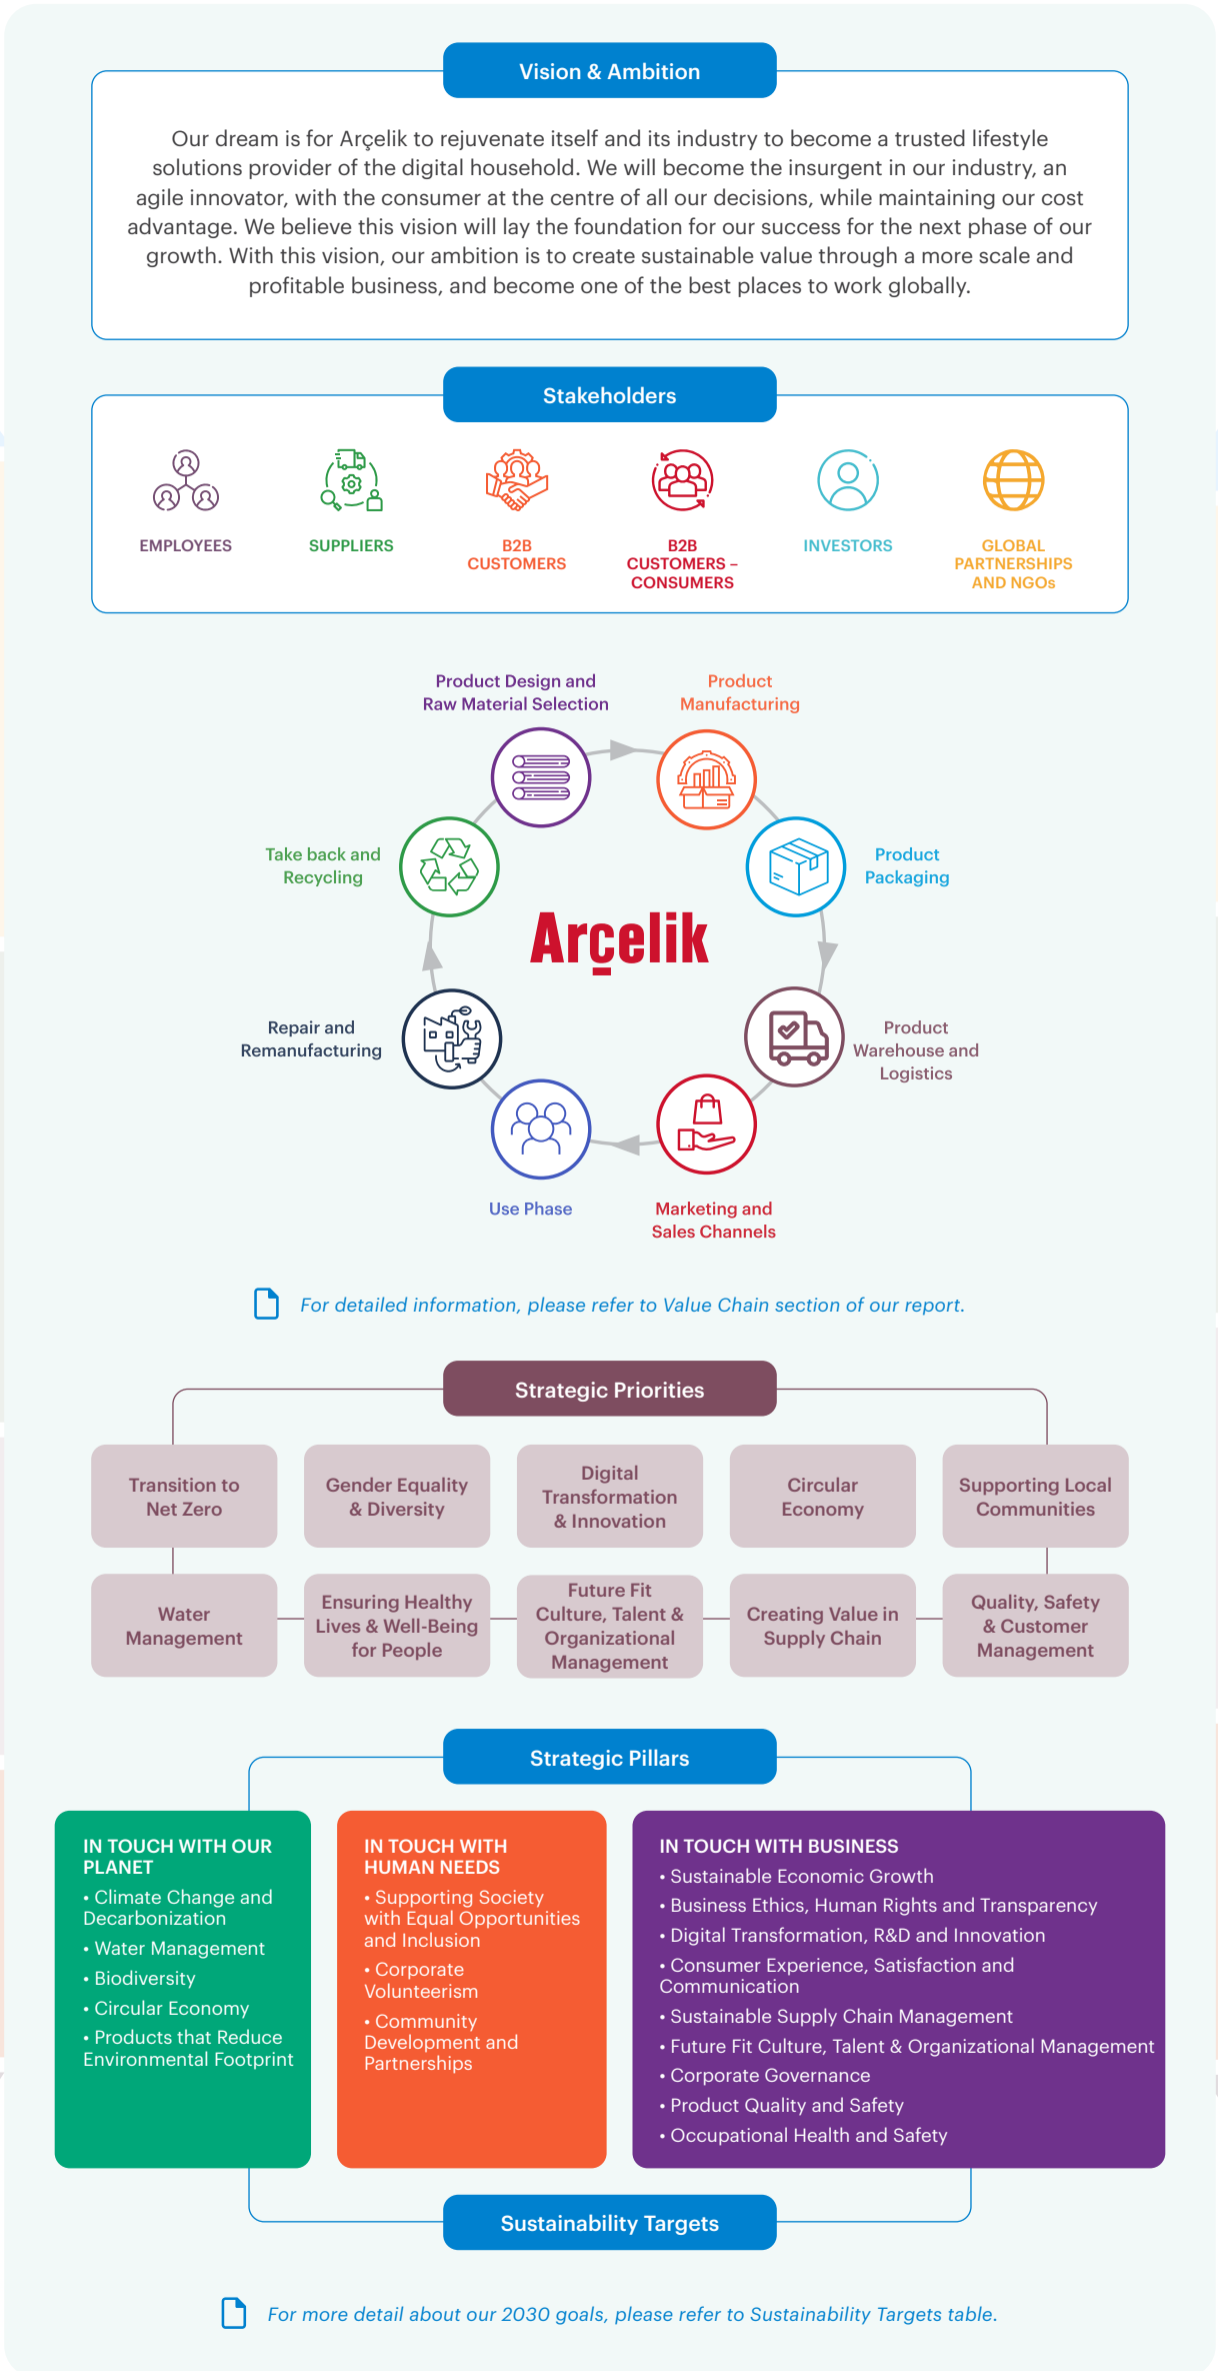 Vision & Ambition
Our dream is for Arçelik to rejuvenate itself and its industry to become a trusted lifestyle
solutions provider of the digital household. We will become the insurgent in our industry, an
agile innovator, with the consumer at the centre of all our decisions, while maintaining our cost
advantage. We believe this vision will lay the foundation for our success for the next phase of our
growth. With this vision, our ambition is to create sustainable value through a more scale and
profitable business, and become one of the best places to work globally.
Stakeholders
EMPLOYEES
SUPPLIERS
B2B
CUSTOMERS
B2B
CUSTOMERS –
CONSUMERS
INVESTORS
GLOBAL
PARTNERSHIPS
AND NGOs
Product Design and
Raw Material Selection
Product
Manufacturing
Take back and
Recycling
Product
Packaging
Arçelik
Repair and
Remanufacturing
Product
Warehouse and
Logistics
Use Phase
Marketing and
Sales Channels
For detailed information, please refer to Value Chain section of our report.
Strategic Priorities
Transition to
Net Zero
Gender Equality
& Diversity
Digital
Transformation
& Innovation
Circular
Economy
Supporting Local
Communities
Water
Management
Ensuring Healthy
Lives & Well-Being
for People
Future Fit
Culture, Talent &
Organizational
Management
Creating Value in
Supply Chain
Quality, Safety
& Customer
Management
Strategic Pillars
IN TOUCH WITH OUR
PLANET
• Climate Change and
Decarbonization
• Water Management
• Biodiversity
• Circular Economy
• Products that Reduce
Environmental Footprint
IN TOUCH WITH
HUMAN NEEDS
• Supporting Society
with Equal Opportunities
and Inclusion
• Corporate
Volunteerism
• Community
Development and
Partnerships
IN TOUCH WITH BUSINESS
• Sustainable Economic Growth
• Business Ethics, Human Rights and Transparency
• Digital Transformation, R&D and Innovation
• Consumer Experience, Satisfaction and
Communication
• Sustainable Supply Chain Management
• Future Fit Culture, Talent & Organizational Management
• Corporate Governance
• Product Quality and Safety
• Occupational Health and Safety
Sustainability Targets
For more detail about our 2030 goals, please refer to Sustainability Targets table.